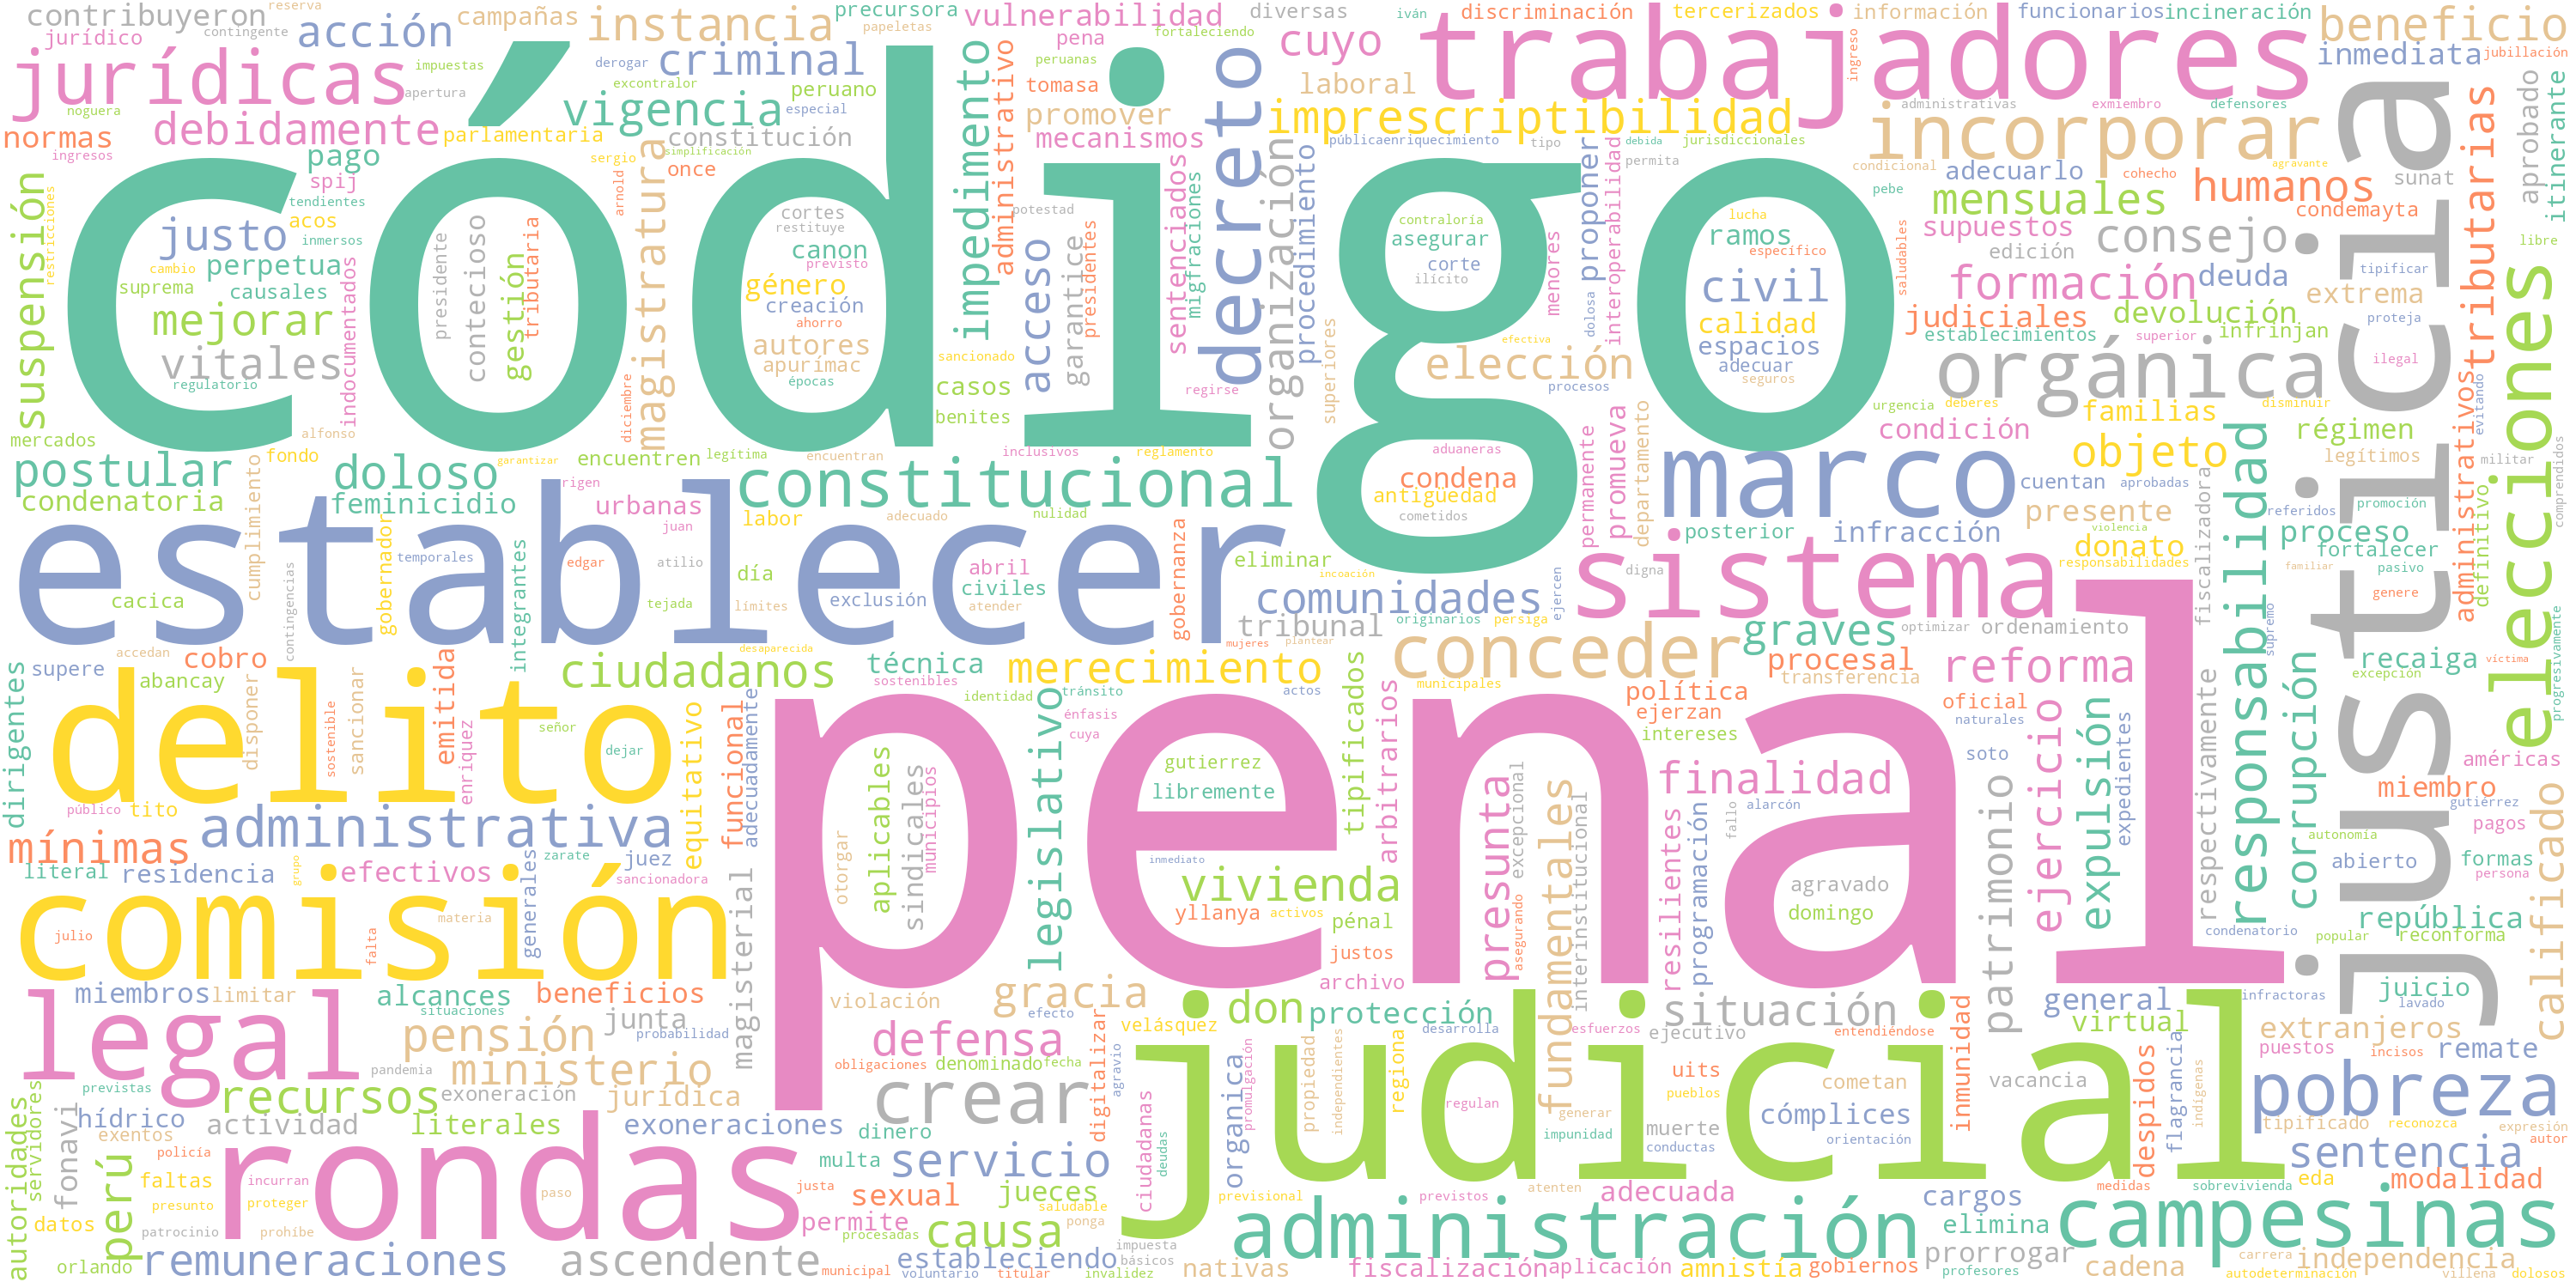 contribuyeron
reserva
campañas
instancia
precursora
papeletas
vulnerabilidad
diversas
iván
discriminación
tercerizados
información
funcionarios
incineración
beneficio
jurídico
contingente
acción
criminal
pena
fortaleciendo
cuyo
trabajadores
inmediata
jubillación
jurídicas
impuestas
derogar
excontralor
peruano
peruanas
tomasa
laboral
ingreso
apertura
noguera
vigencia
especial
administrativo
promover
decreto
imprescriptibilidad
administrativas
exmiembro
defensores
incorporar
normas
debidamente
parlamentaria
constitución
mecanismos
públicaenriquecimiento
tipo
debida
jurisdiccionales
aprobado
itinerante
ingresos
pago
sergio
simplificación
magistratura
once
permita
condicional
cohecho
agravante
adecuarlo
humanos
sunat
tributarias
spij
tendientes
arnold
código
impedimento
potestad
sentenciados
migfraciones
organización
procedimiento
proponer
interoperabilidad
menores
pebe
mensuales
condemayta
suspensión
restricciones
acos
inmersos
justo
cambio
perpetua
suprema
causales
mejorar
vitales
regulatorio
indocumentados
presidente
contecioso
gestión
tributaria
cortes
restituye
canon
previsto
género
creación
ahorro
autores
apurímac
épocas
acceso
garantice
presidentes
contraloría
asegurar
corte
ilícito
lucha
ramos
específico
civil
calidad
espacios
adecuar
seguros
saludables
supuestos
edición
consejo
formación
deuda
judiciales
devolución
establecimientos
superior
infrinjan
tipificar
extrema
proteja
ilegal
libre
justicia
elecciones
sancionado
casos
benites
regirse
superiores
dolosa
efectiva
elección
procesos
orgánica
urgencia
deberes
disminuir
familias
evitando
mercados
alfonso
diciembre
fondo
garantizar
encuentren
legítima
encuentran
inclusivos
reglamento
aduaneras
condena
antigüedad
cometidos
permanente
promueva
departamento
condición
objeto
régimen
legítimos
militar
administrativos
comprendidos
postular
condenatoria
cumplimiento
doloso
feminicidio
rigen
urbanas
juan
constitucional
labor
adecuado
nulidad
marco
cuentan
aprobadas
fiscalizadora
responsabilidad
referidos
promoción
definitivo
establecer
gobernador
temporales
integrantes
edgar
atilio
tejada
día
límites
exclusión
abril
civiles
atender
gobernanza
eliminar
incoación
sistema
posterior
infracción
digna
presente
violencia
donato
responsabilidades
proceso
fortalecer
familiar
pasivo
genere
cacica
contingencias
comunidades
ejercen
tribunal
originarios
persiga
graves
optimizar
ordenamiento
supremo
progresivamente
dirigentes
supere
accedan
cobro
abancay
disponer
sostenible
sancionar
emitida
enriquez
desaparecida
ciudadanos
señor
dejar
técnica
sostenibles
mujeres
plantear
merecimiento
identidad
tránsito
actos
énfasis
cuya
conceder
municipales
procesal
transferencia
política
ejerzan
intereses
reforma
oficial
naturales
respectivamente
corrupción
recaiga
excepción
víctima
delito
público
tito
equitativo
funcional
adecuadamente
penal
legislativo
aplicables
sindicales
municipios
otorgar
gutierrez
libremente
inmediato
tipificados
arbitrarios
presunta
asegurando
excepcional
fundamentales
interinstitucional
finalidad
resilientes
programación
fallo
alarcón
soto
patrimonio
ejercicio
expulsión
expedientes
américas
miembro
gutiérrez
pagos
autonomía
calificado
mínimas
literal
administrativa
residencia
grupo
efectivos
generales
zarate
juez
sancionadora
magisterial
vivienda
yllanya
activos
pénal
justos
archivo
agravado
domingo
abierto
formas
persona
república
popular
reconforma
condenatorio
comisión
julio
falta
materia
legal
miembros
limitar
alcances
situaciones
beneficios
junta
probabilidad
pensión
ministerio
pandemia
violación
gracia
efecto
defensa
obligaciones
denominado
fecha
digitalizar
agravio
velásquez
don
protección
regiona
desarrolla
esfuerzos
situación
ejecutivo
entendiéndose
inmunidad
general
virtual
infractoras
juicio
lavado
extranjeros
puestos
incisos
remate
autoridades
servidores
previstas
hídrico
fonavi
recursos
exoneración
jurídica
crear
organica
promulgación
propiedad
independientes
judicial
regulan
generar
impunidad
uits
pueblos
muerte
conductas
cometan
cómplices
orientación
vacancia
despidos
flagrancia
indígenas
pobreza
tipificado
reconozca
expresión
autor
actividad
literales
exoneraciones
dinero
multa
servicio
ciudadanas
deudas
exentos
perú
policía
faltas
incurran
presunto
proteger
datos
patrocinio
prohíbe
rondas
paso
justa
sexual
permite
procesadas
jueces
saludable
ponga
causa
previsional
previstos
atenten
adecuada
cargos
medidas
sobrevivienda
sentencia
eda
modalidad
orlando
remuneraciones
ascendente
municipal
estableciendo
voluntario
titular
impuesta
básicos
invalidez
nativas
administración
fiscalización
aplicación
amnistía
gobiernos
elimina
prorrogar
profesores
campesinas
cadena
carrera
independencia
autodeterminación
villena
dolosos